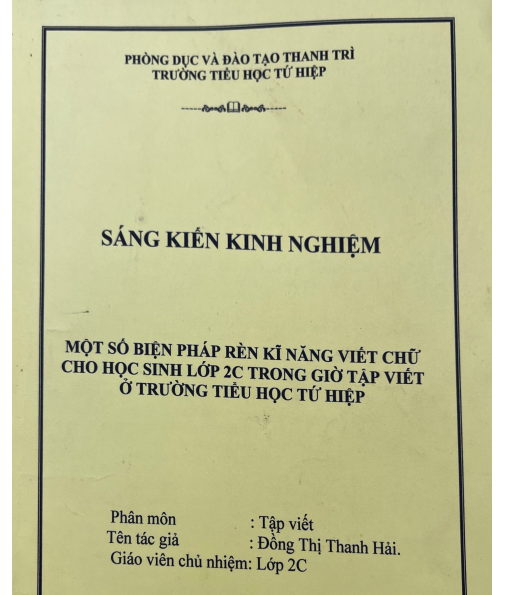 PHÒNG DỤC VÀ ĐÀO TẠO THANH TRÌ
TRƯỜNG TIỂU HỌC TỨ HIỆP
SÁNG KIẾN KINH NGHIỆM
MỘT SỐ BIỆN PHÁP RÈN KĨ NĂNG VIẾT CHỮ
CHO HỌC SINH LỚP 2C TRONG GIỜ TẬP VIẾT
Ở TRƯỜNG TIỂU HỌC TỨ HIỆP
Phân môn : Tập viết
Tên tác giả : Đồng Thị Thanh Hải.
Giáo viên chủ nhiệm: Lớp 2C